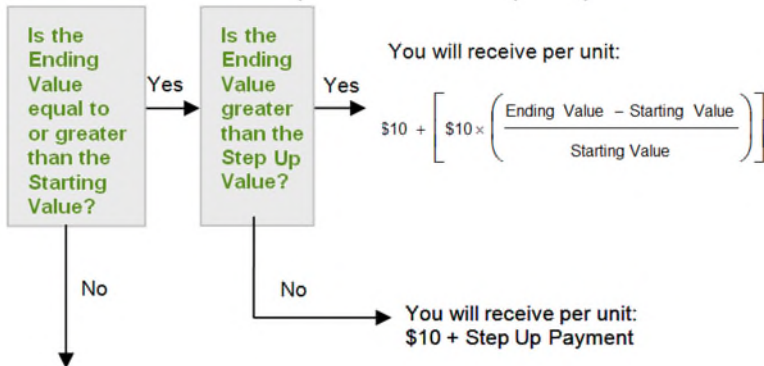 Is the
Ending
Value
equal to
or greater
than the
Starting
Value?
Yes
Is the
Ending
Value
greater
than the
Step Up
Value?
Yes
You will receive per unit:
$10 + [ $10 × ( Ending Value – Starting Value
Starting Value ) ]
No
No
You will receive per unit:
$10 + Step Up Payment